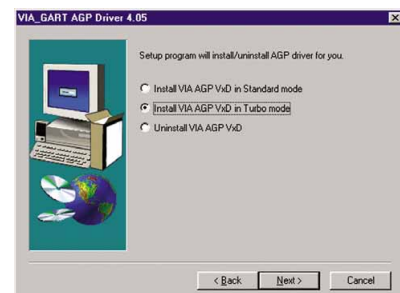 VIA_GART AGP Driver 4.05
Setup program will install/uninstall AGP driver for you.
Install VIA AGP VxD in Standard mode
Install VIA AGP VxD in Turbo mode
Uninstall VIA AGP VxD
< Back
Next >
Cancel